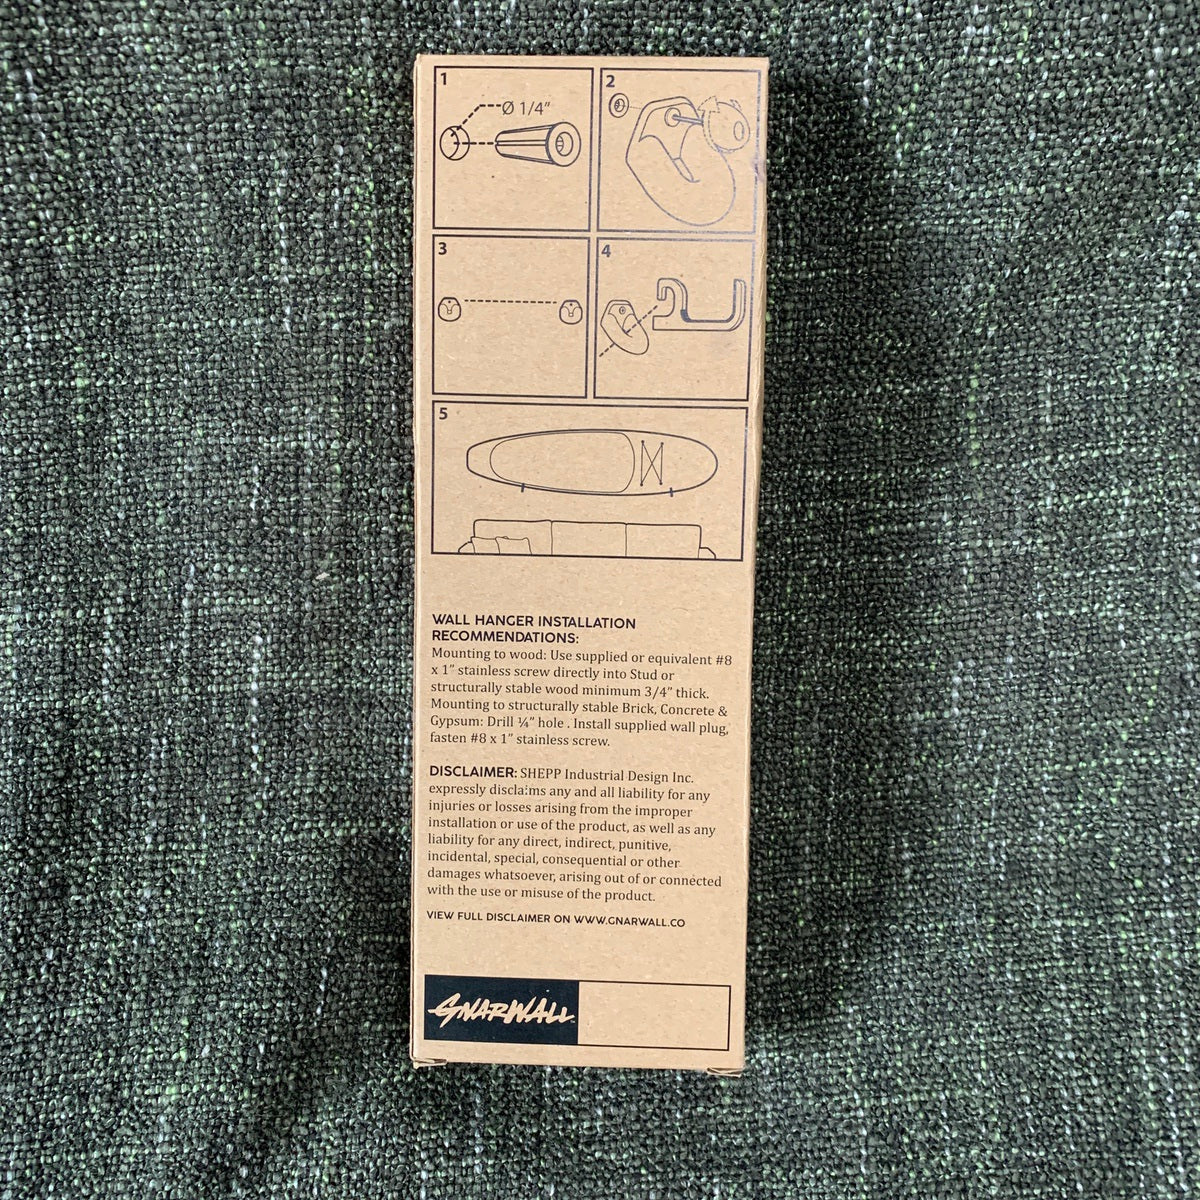 1
Ø 1/4”
2
3
4
5
WALL HANGER INSTALLATION
RECOMMENDATIONS:
Mounting to wood: Use supplied or equivalent #8
x 1” stainless screw directly into Stud or
structurally stable wood minimum 3/4” thick.
Mounting to structurally stable Brick, Concrete &
Gypsum: Drill ¼” hole . Install supplied wall plug,
fasten #8 x 1” stainless screw.
DISCLAIMER: SHEPP Industrial Design Inc.
expressly disclaims any and all liability for any
injuries or losses arising from the improper
installation or use of the product, as well as any
liability for any direct, indirect, punitive,
incidental, special, consequential or other
damages whatsoever, arising out of or connected
with the use or misuse of the product.
VIEW FULL DISCLAIMER ON WWW.GNARWALL.CO
GNARWALL